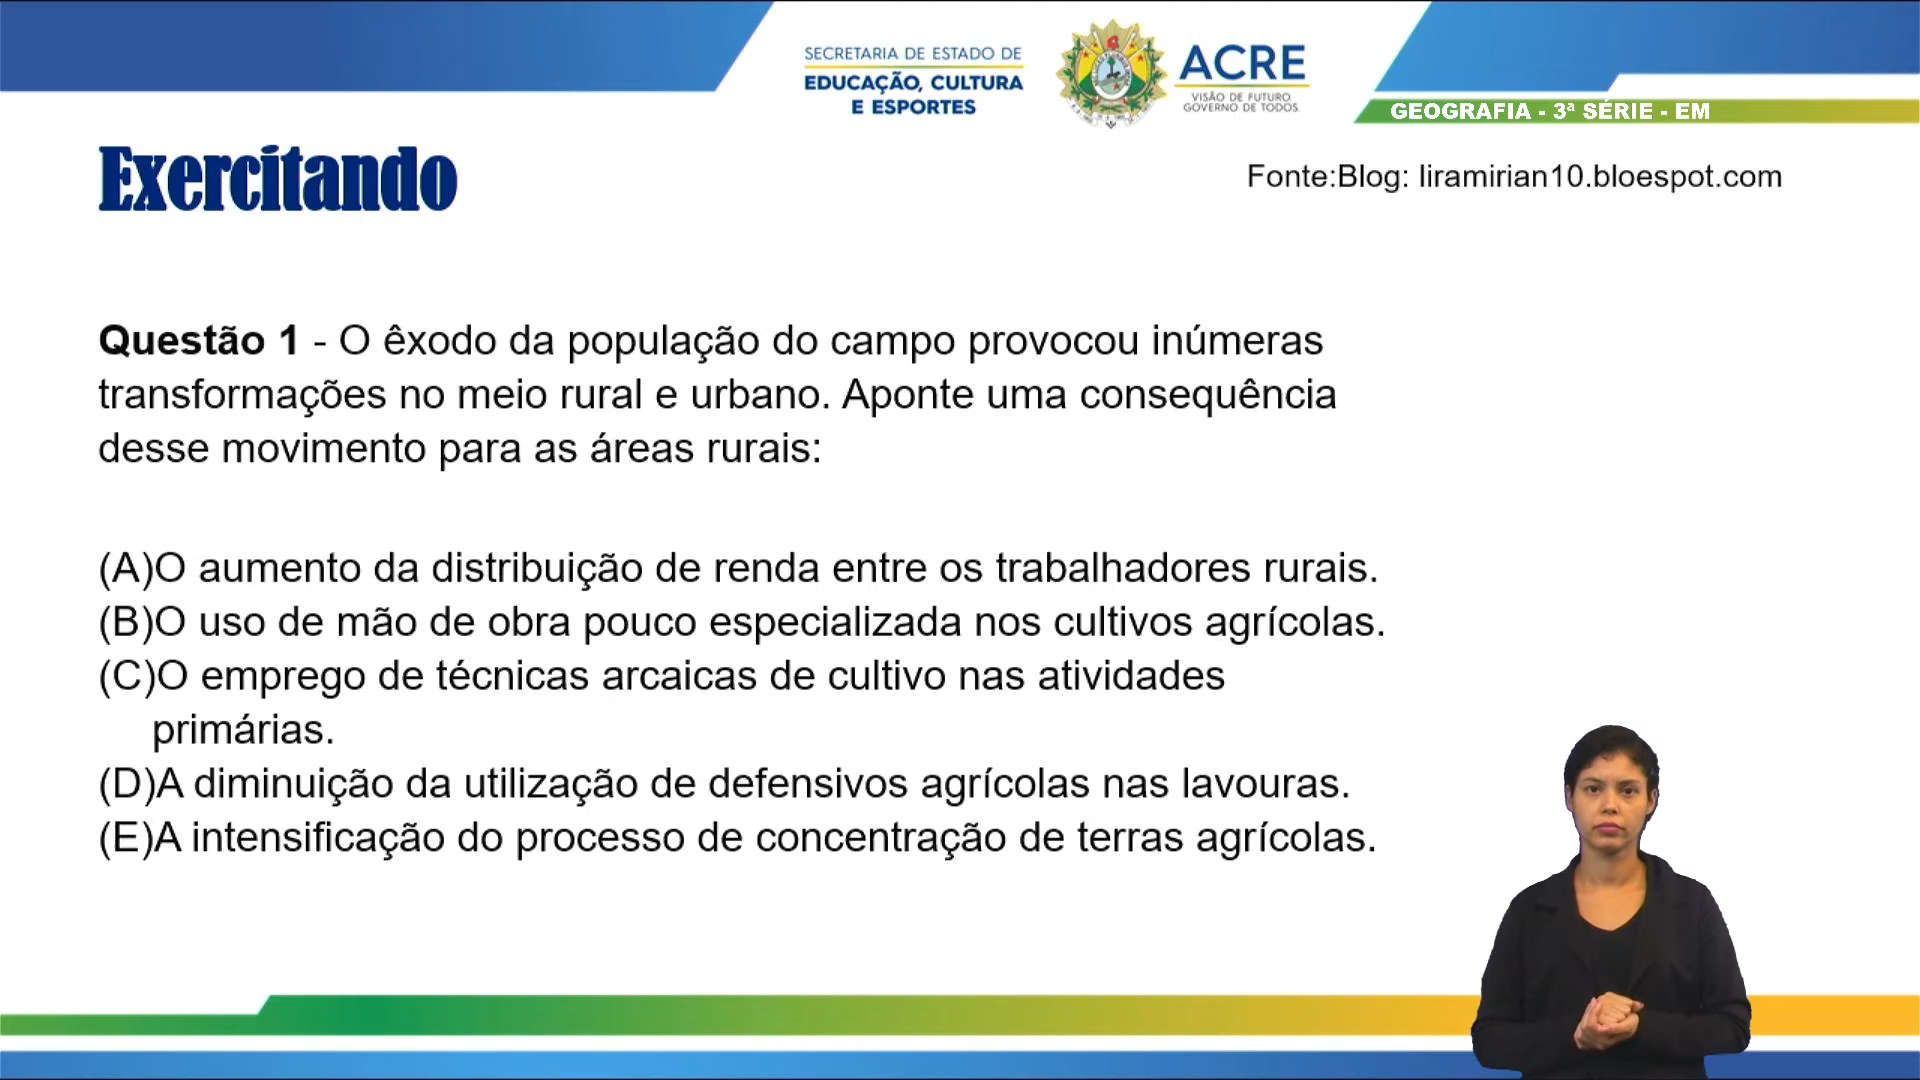 SECRETARIA DE ESTADO DE
EDUCAÇÃO, CULTURA
E ESPORTES
ACRE
VISÃO DE FUTURO
GOVERNO DE TODOS.
GEOGRAFIA - 3ª SÉRIE - EM
Exercitando
Fonte:Blog: liramirian10.bloespot.com
Questão 1 - O êxodo da população do campo provocou inúmeras
transformações no meio rural e urbano. Aponte uma consequência
desse movimento para as áreas rurais:
(A)O aumento da distribuição de renda entre os trabalhadores rurais.
(B)O uso de mão de obra pouco especializada nos cultivos agrícolas.
(C)O emprego de técnicas arcaicas de cultivo nas atividades
primárias.
(D)A diminuição da utilização de defensivos agrícolas nas lavouras.
(E)A intensificação do processo de concentração de terras agrícolas.